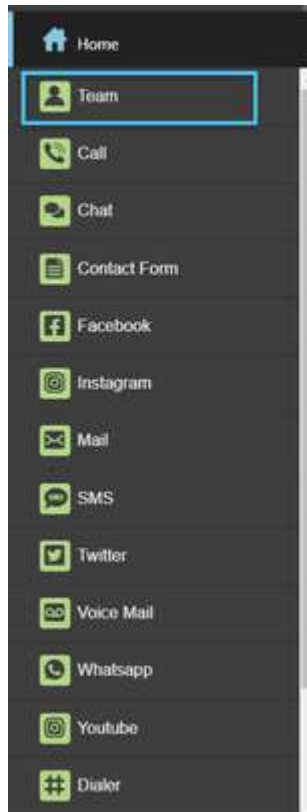 Home
Team
Call
Chat
Contact Form
Facebook
Instagram
Mail
SMS
Twitter
Voice Mail
Whatsapp
Youtube
Dialer